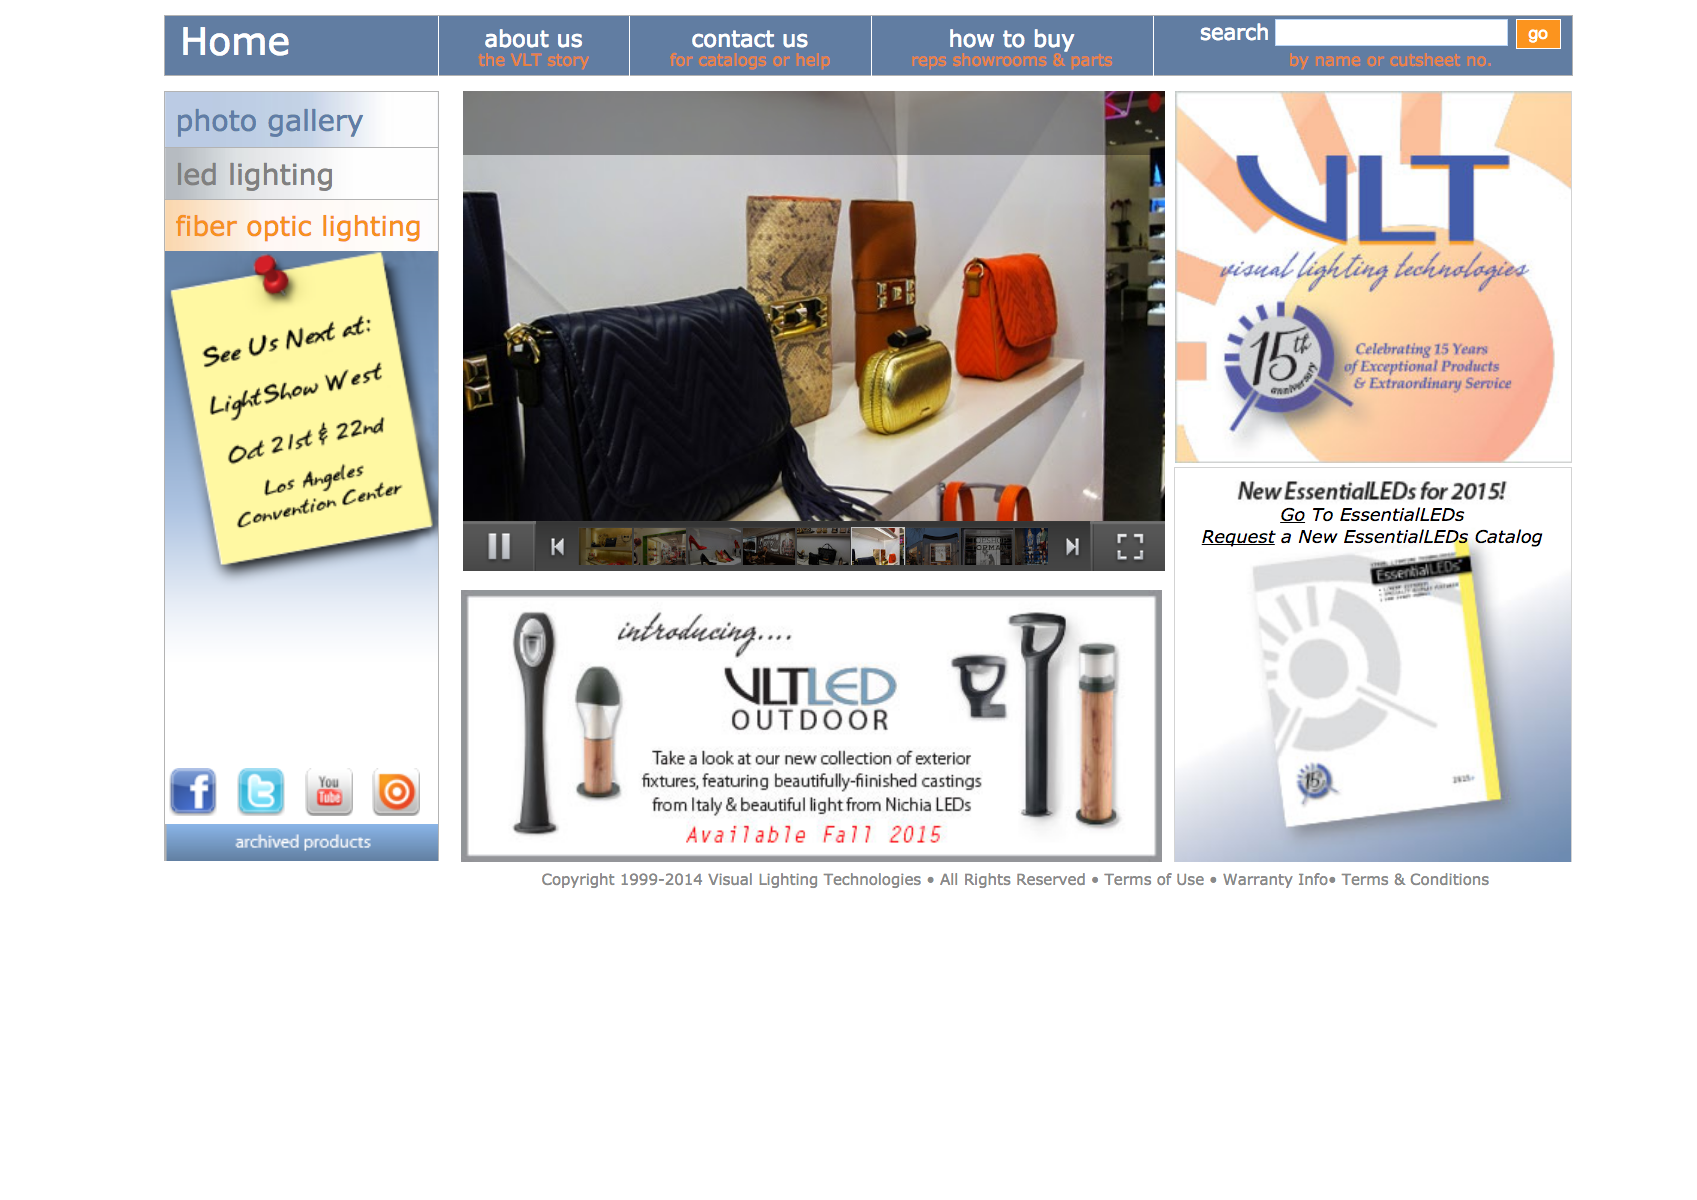 Home
about us
the VLT story
contact us
for catalogs or help
how to buy
reps showrooms & parts
search
go
by name or cutsheet no.
photo gallery
led lighting
fiber optic lighting
See Us Next at:
LightShow West
Oct 21st & 22nd
Los Angeles
Convention Center
You
Tube
archived products
introducing....
VLTLED
OUTDOOR
Take a look at our new collection of exterior
fixtures, featuring beautifully-fiinished castings
from Italy & beautiful light from Nichia LEDs
Available Fall 2015
VLT
visual lighting technologies
15th
anniversary
Celebrating 15 Years
of Exceptional Products
& Extraordinary Service
New EssentialLEDs for 2015!
Go To EssentialLEDs
Request a New EssentialLEDs Catalog
EssentialLEDs
15
Copyright 1999-2014 Visual Lighting Technologies • All Rights Reserved • Terms of Use • Warranty Info• Terms & Conditions